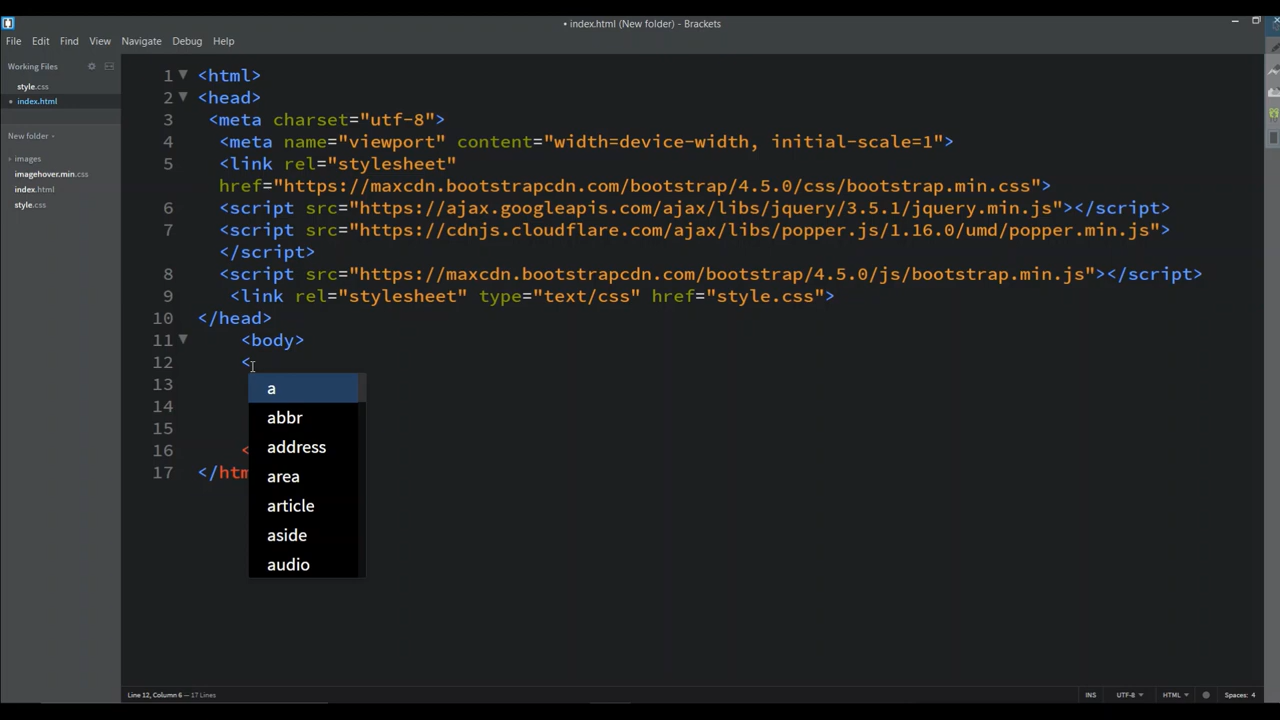 • index.html (New folder) - Brackets
File Edit Find View Navigate Debug Help
Working Files
style.css
• index.html
New folder
images
imagehover.min.css
index.html
style.css
1 <html>
2 <head>
3 <meta charset="utf-8">
4 <meta name="viewport" content="width=device-width, initial-scale=1">
5 <link rel="stylesheet"
href="https://maxcdn.bootstrapcdn.com/bootstrap/4.5.0/css/bootstrap.min.css">
6 <script src="https://ajax.googleapis.com/ajax/libs/jquery/3.5.1/jquery.min.js"></script>
7 <script src="https://cdnjs.cloudflare.com/ajax/libs/popper.js/1.16.0/umd/popper.min.js">
</script>
8 <script src="https://maxcdn.bootstrapcdn.com/bootstrap/4.5.0/js/bootstrap.min.js"></script>
9 <link rel="stylesheet" type="text/css" href="style.css">
10 </head>
11 <body>
12 <
13
14
15
16 <
17 </htm
a
abbr
address
area
article
aside
audio
Line 12, Column 6 — 17 Lines
INS UTF-8 HTML Spaces: 4